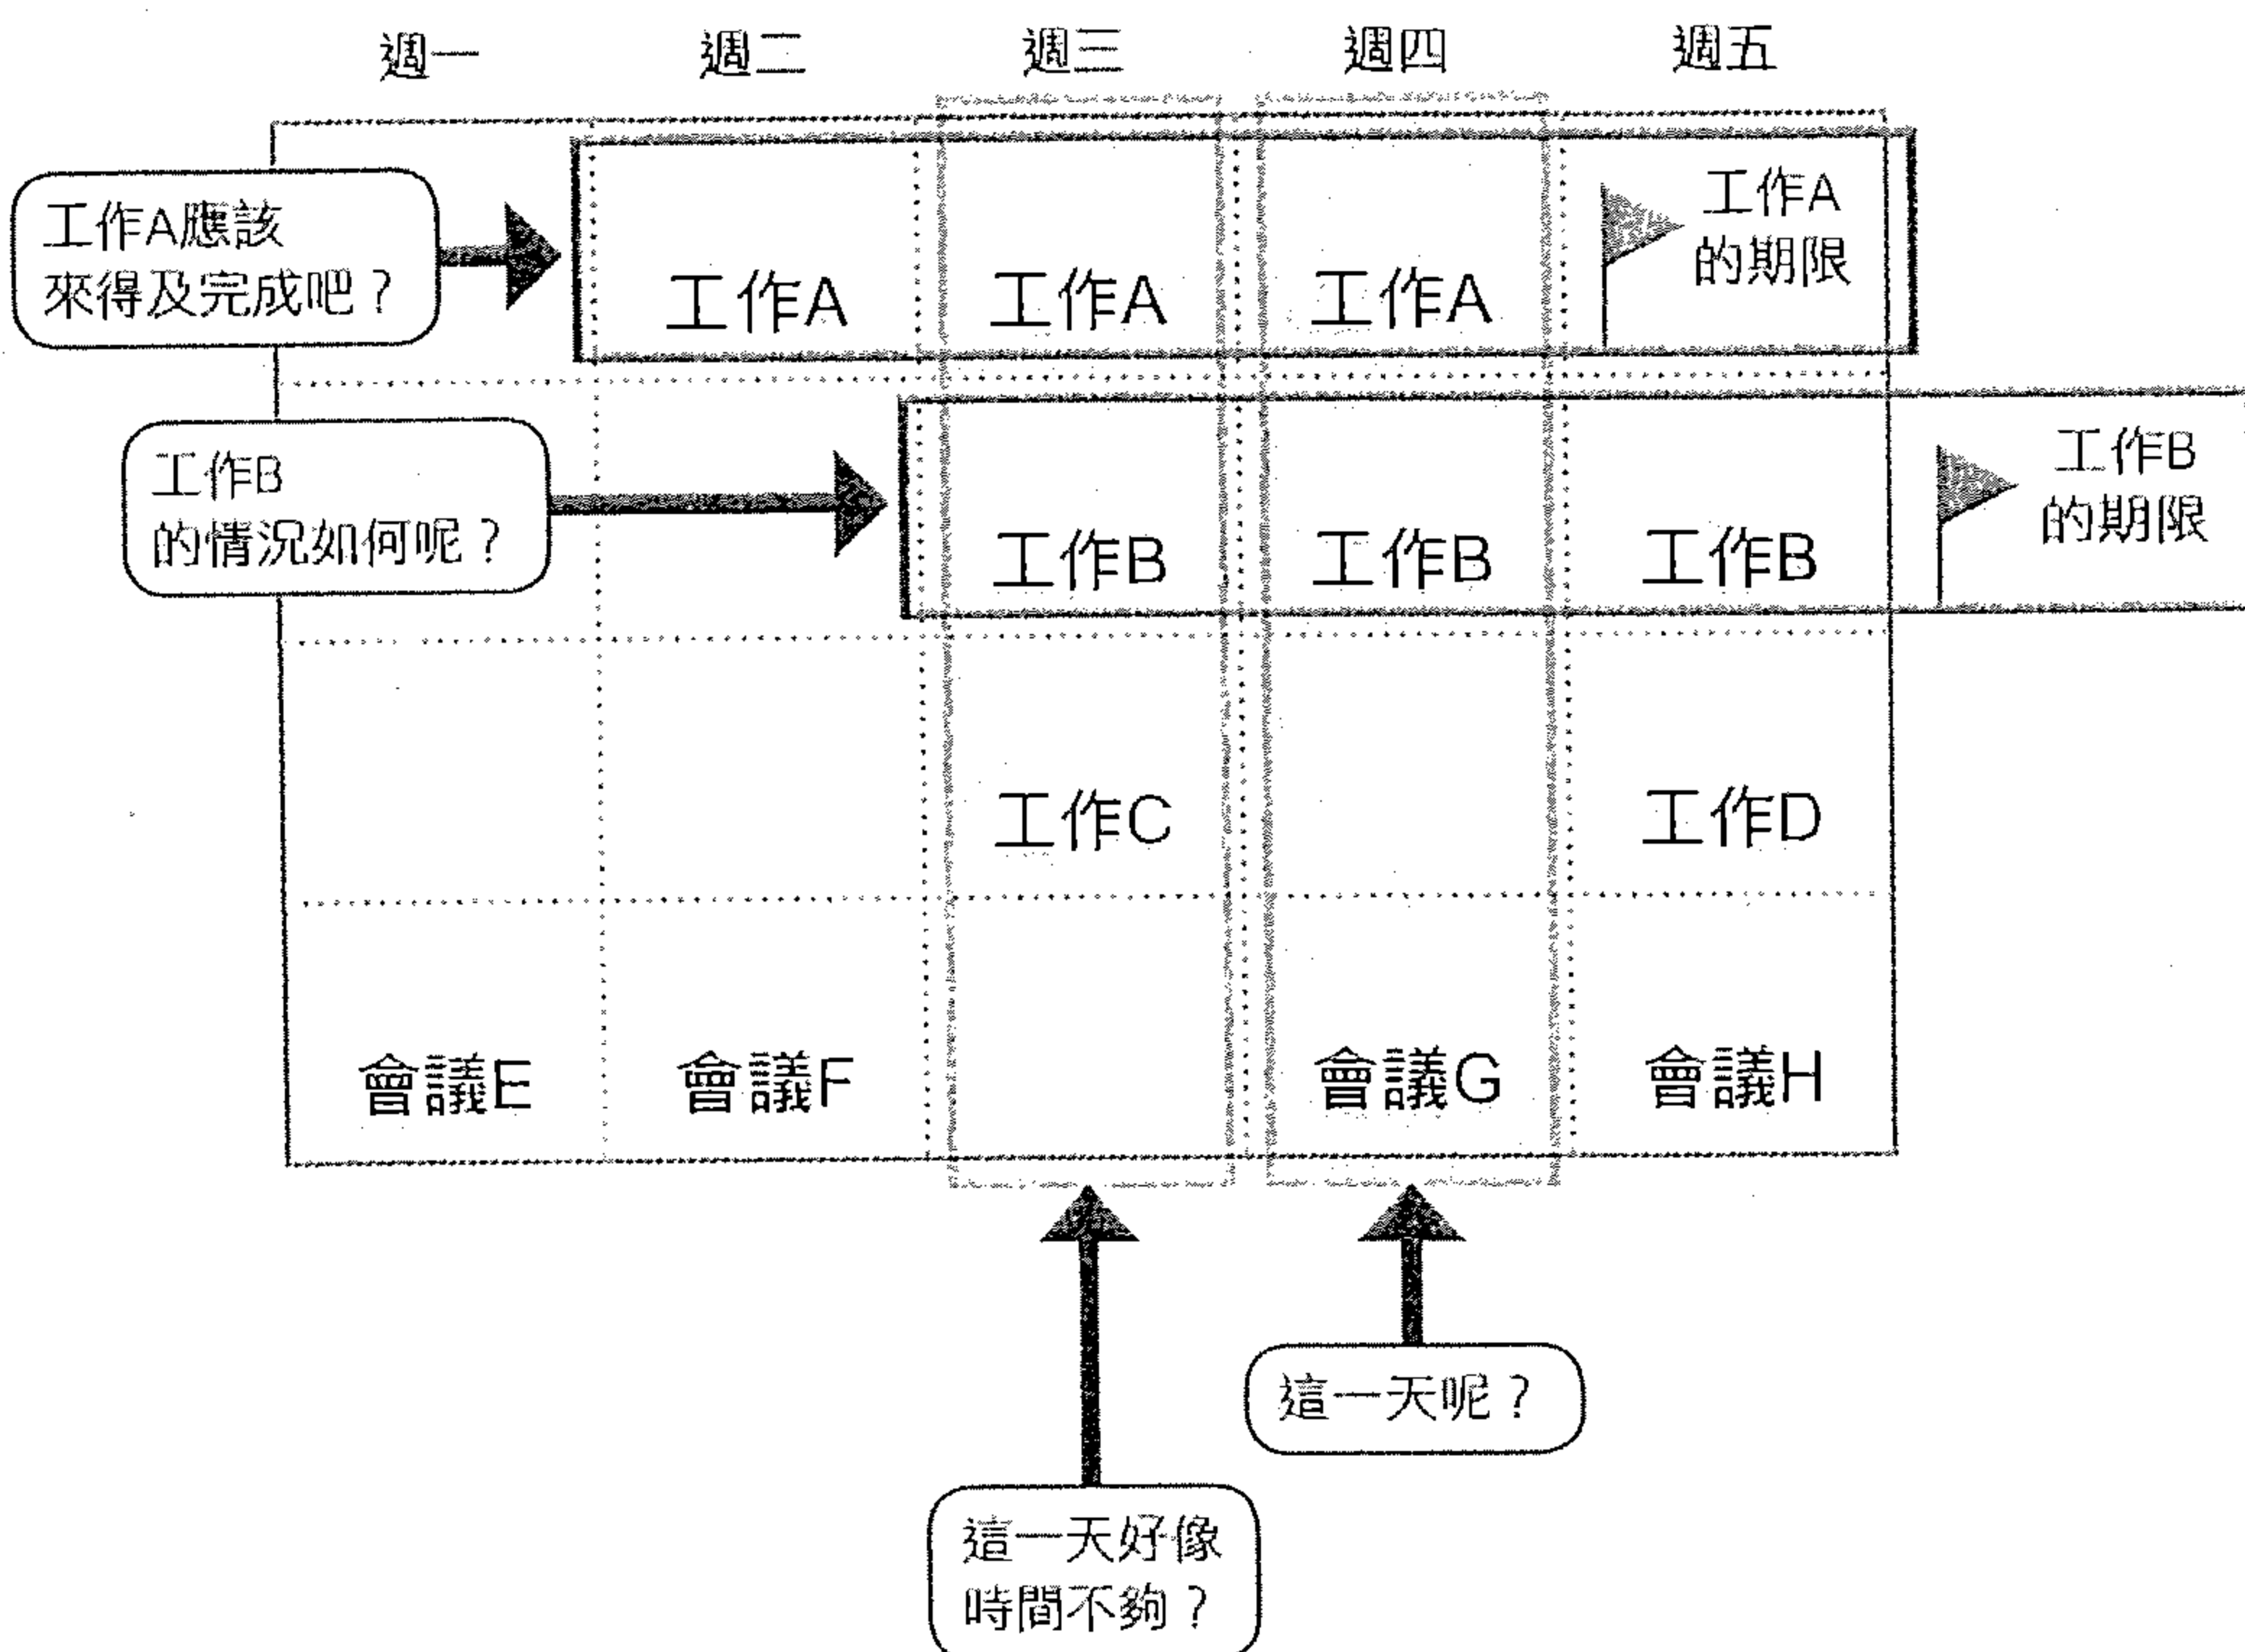 週一 週二 週三 週四 週五
工作A應該
來得及完成吧？
工作A 工作A 工作A
工作A
的期限
工作B
的情況如何呢？
工作B 工作B 工作B
工作B
的期限
工作C 工作D
會議E 會議F 會議G 會議H
這一天呢？
這一天好像
時間不夠？